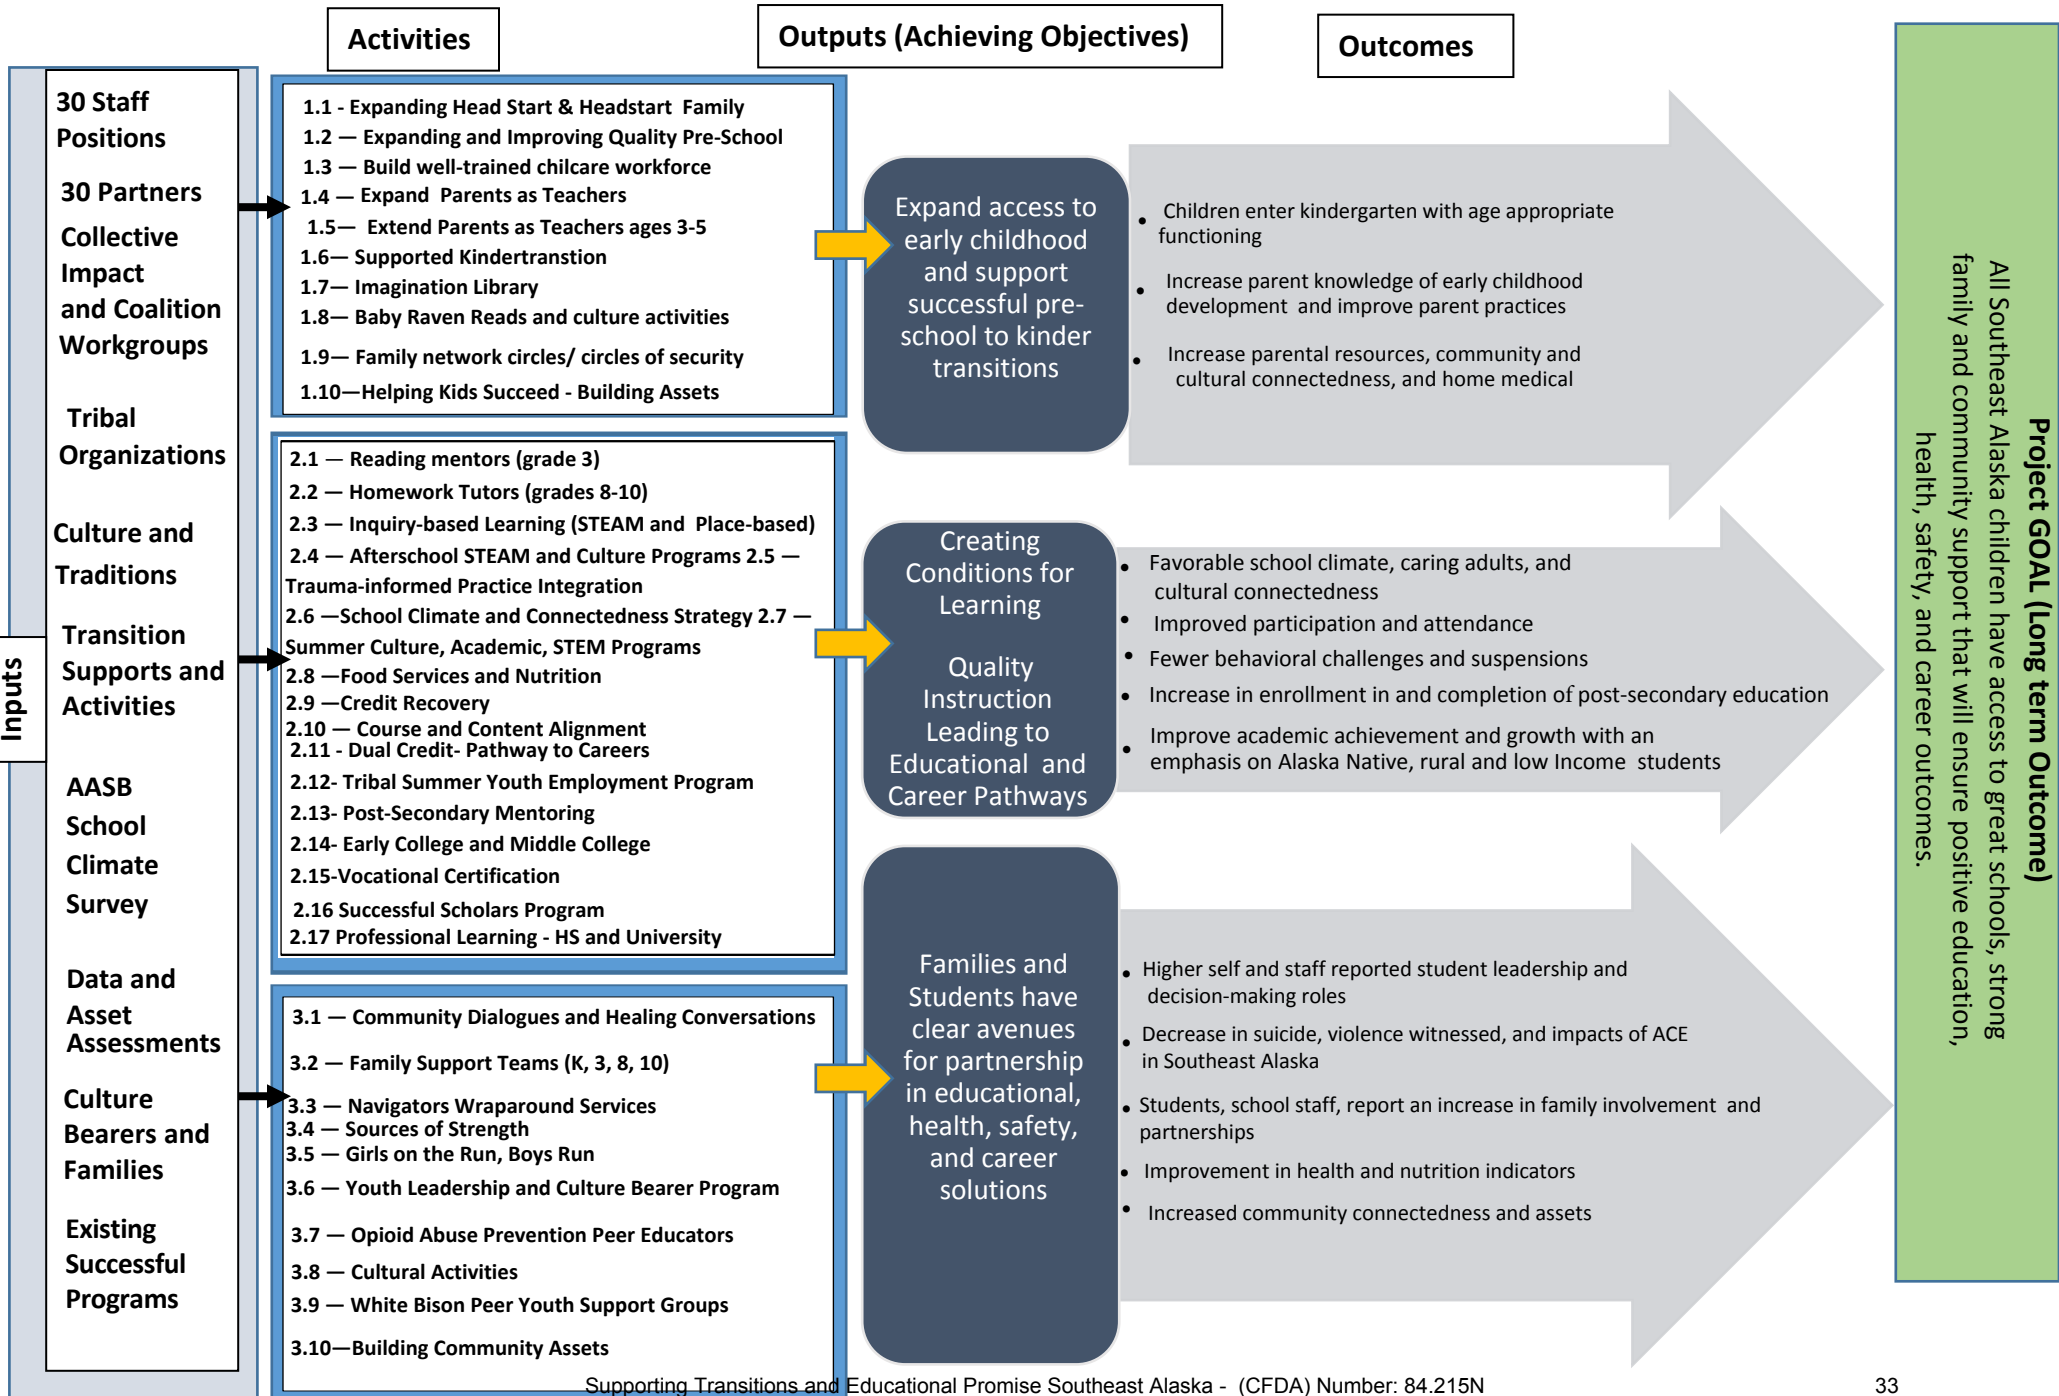 Activities
Outputs (Achieving Objectives)
Outcomes
Inputs
30 Staff
Positions
30 Partners
Collective
Impact
and Coalition
Workgroups
Tribal
Organizations
Culture and
Traditions
Transition
Supports and
Activities
AASB
School
Climate
Survey
Data and
Asset
Assessments
Culture
Bearers and
Families
Existing
Successful
Programs
1.1 - Expanding Head Start & Headstart  Family
1.2 — Expanding and Improving Quality Pre-School
1.3 — Build well-trained chilcare workforce
1.4 — Expand  Parents as Teachers
1.5—  Extend Parents as Teachers ages 3-5
1.6— Supported Kindertranstion
1.7— Imagination Library
1.8— Baby Raven Reads and culture activities
1.9— Family network circles/ circles of security
1.10—Helping Kids Succeed - Building Assets
2.1 — Reading mentors (grade 3)
2.2 — Homework Tutors (grades 8-10)
2.3 — Inquiry-based Learning (STEAM and  Place-based)
2.4 — Afterschool STEAM and Culture Programs 2.5 —
Trauma-informed Practice Integration
2.6 —School Climate and Connectedness Strategy 2.7 —
Summer Culture, Academic, STEM Programs
2.8 —Food Services and Nutrition
2.9 —Credit Recovery
2.10 — Course and Content Alignment
2.11 - Dual Credit- Pathway to Careers
2.12- Tribal Summer Youth Employment Program
2.13- Post-Secondary Mentoring
2.14- Early College and Middle College
2.15-Vocational Certification
2.16 Successful Scholars Program
2.17 Professional Learning - HS and University
3.1 — Community Dialogues and Healing Conversations
3.2 — Family Support Teams (K, 3, 8, 10)
3.3 — Navigators Wraparound Services
3.4 — Sources of Strength
3.5 — Girls on the Run, Boys Run
3.6 — Youth Leadership and Culture Bearer Program
3.7 — Opioid Abuse Prevention Peer Educators
3.8 — Cultural Activities
3.9 — White Bison Peer Youth Support Groups
3.10—Building Community Assets
Expand access to
early childhood
and support
successful pre-
school to kinder
transitions
Creating
Conditions for
Learning
Quality
Instruction
Leading to
Educational  and
Career Pathways
Families and
Students have
clear avenues
for partnership
in educational,
health, safety,
and career
solutions
• Children enter kindergarten with age appropriate
functioning
• Increase parent knowledge of early childhood
development  and improve parent practices
• Increase parental resources, community and
cultural connectedness, and home medical
• Favorable school climate, caring adults, and
cultural connectedness
• Improved participation and attendance
• Fewer behavioral challenges and suspensions
• Increase in enrollment in and completion of post-secondary education
• Improve academic achievement and growth with an
emphasis on Alaska Native, rural and low Income  students
• Higher self and staff reported student leadership and
decision-making roles
• Decrease in suicide, violence witnessed, and impacts of ACE
in Southeast Alaska
• Students, school staff, report an increase in family involvement  and
partnerships
• Improvement in health and nutrition indicators
• Increased community connectedness and assets
Project GOAL (Long term Outcome)
All Southeast Alaska children have access to great schools, strong
family and community support that will ensure positive education,
health, safety, and career outcomes.
Supporting Transitions and Educational Promise Southeast Alaska -  (CFDA) Number: 84.215N
33